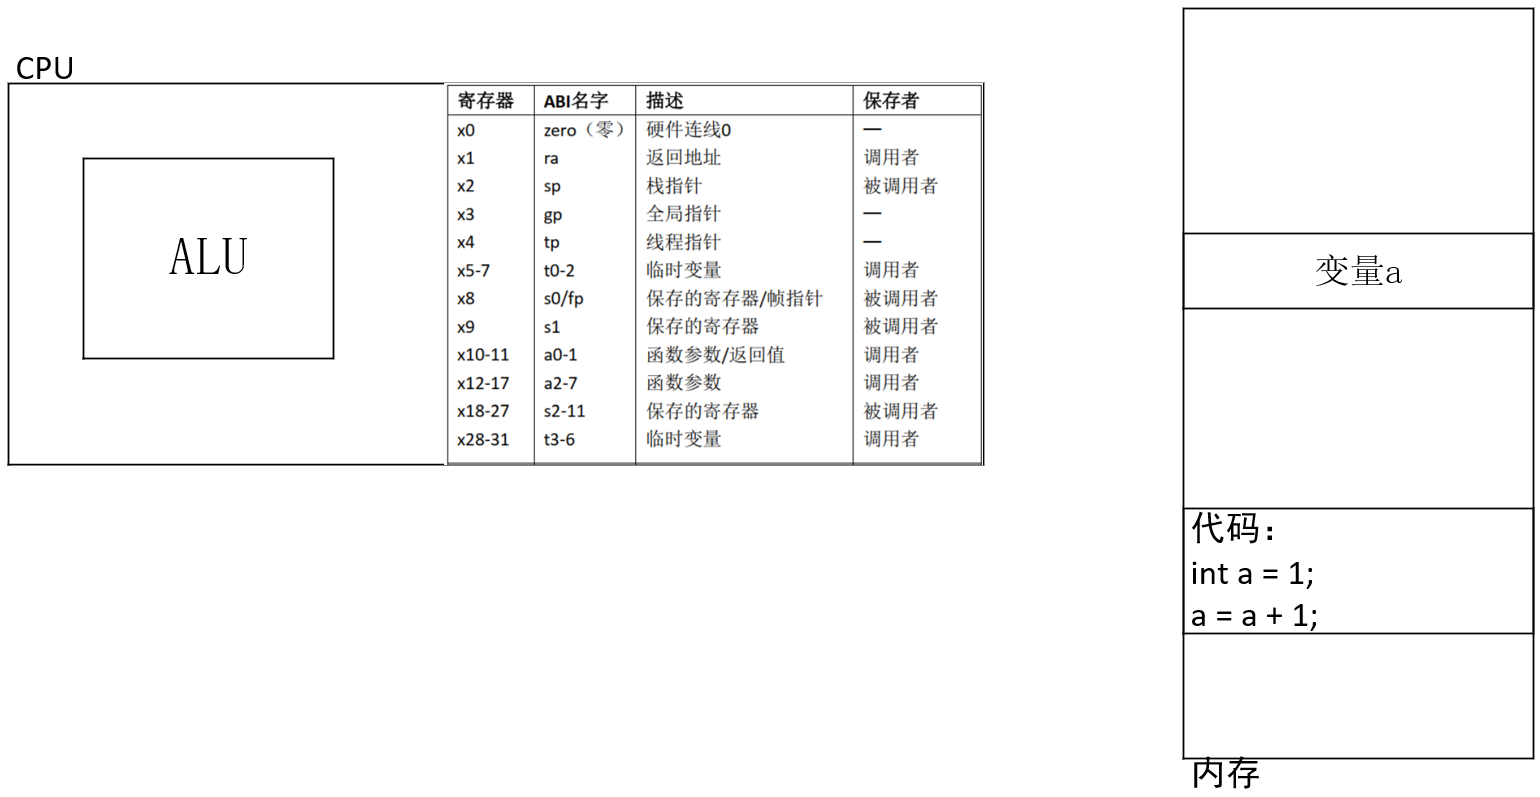 CPU
ALU
寄存器 ABI名字 描述 保存者
x0 zero（零） 硬件连线0 —
x1 ra 返回地址 调用者
x2 sp 栈指针 被调用者
x3 gp 全局指针 —
x4 tp 线程指针 —
x5-7 t0-2 临时变量 调用者
x8 s0/fp 保存的寄存器/帧指针 被调用者
x9 s1 保存的寄存器 被调用者
x10-11 a0-1 函数参数/返回值 调用者
x12-17 a2-7 函数参数 调用者
x18-27 s2-11 保存的寄存器 被调用者
x28-31 t3-6 临时变量 调用者
变量a
代码：
int a = 1;
a = a + 1;
内存